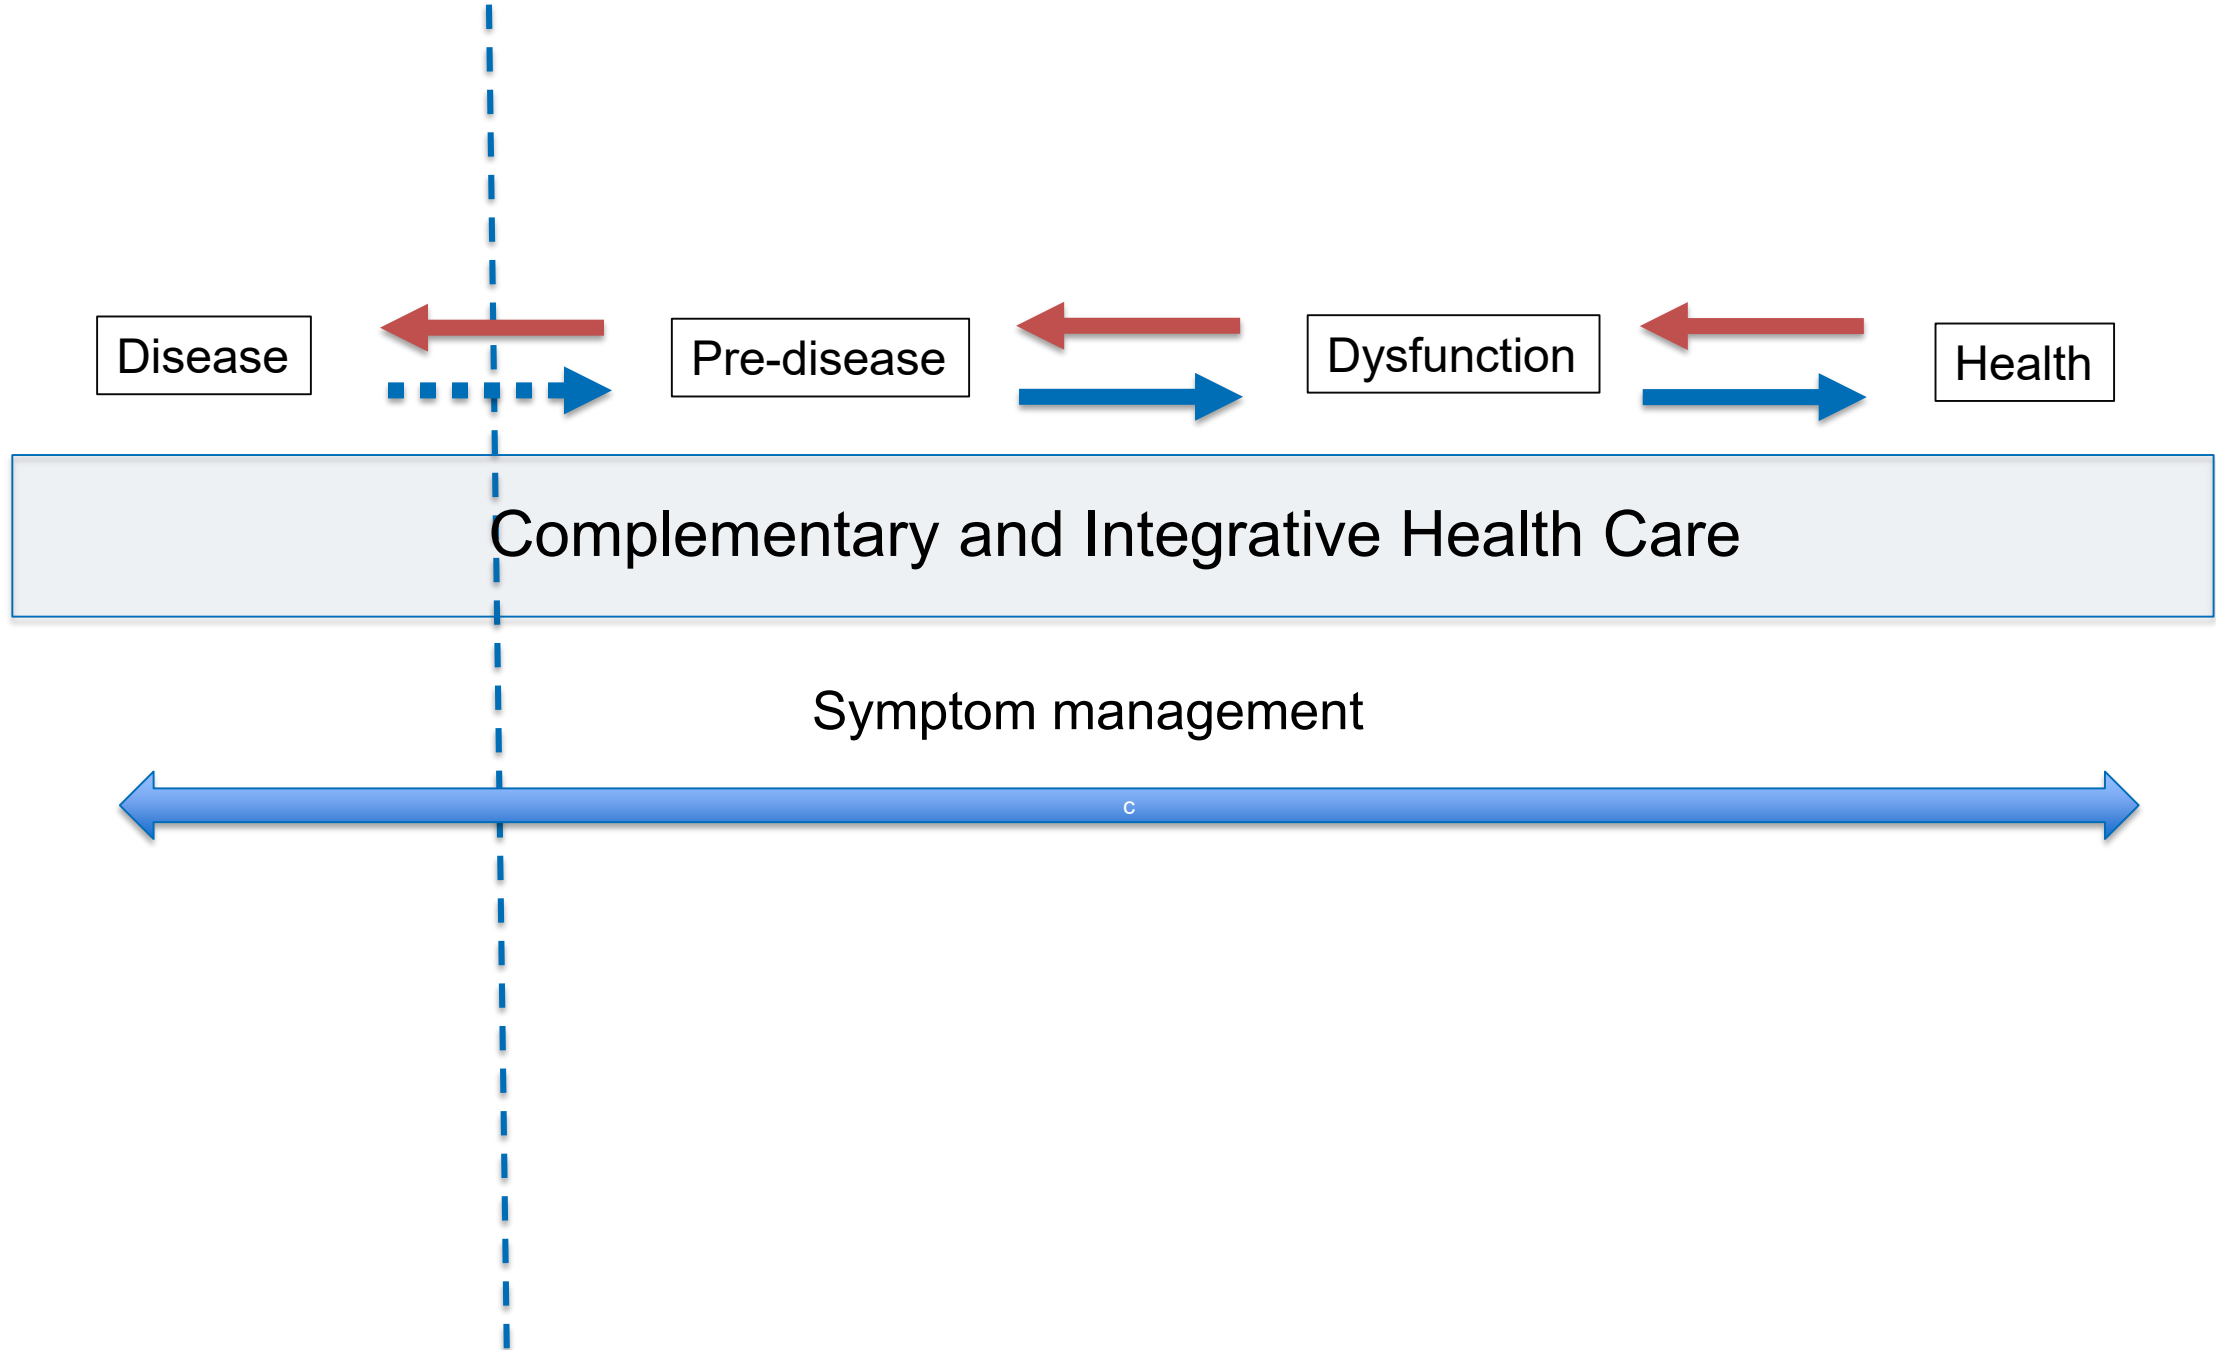 Disease
Pre-disease
Dysfunction
Health
Complementary and Integrative Health Care
Symptom management
c